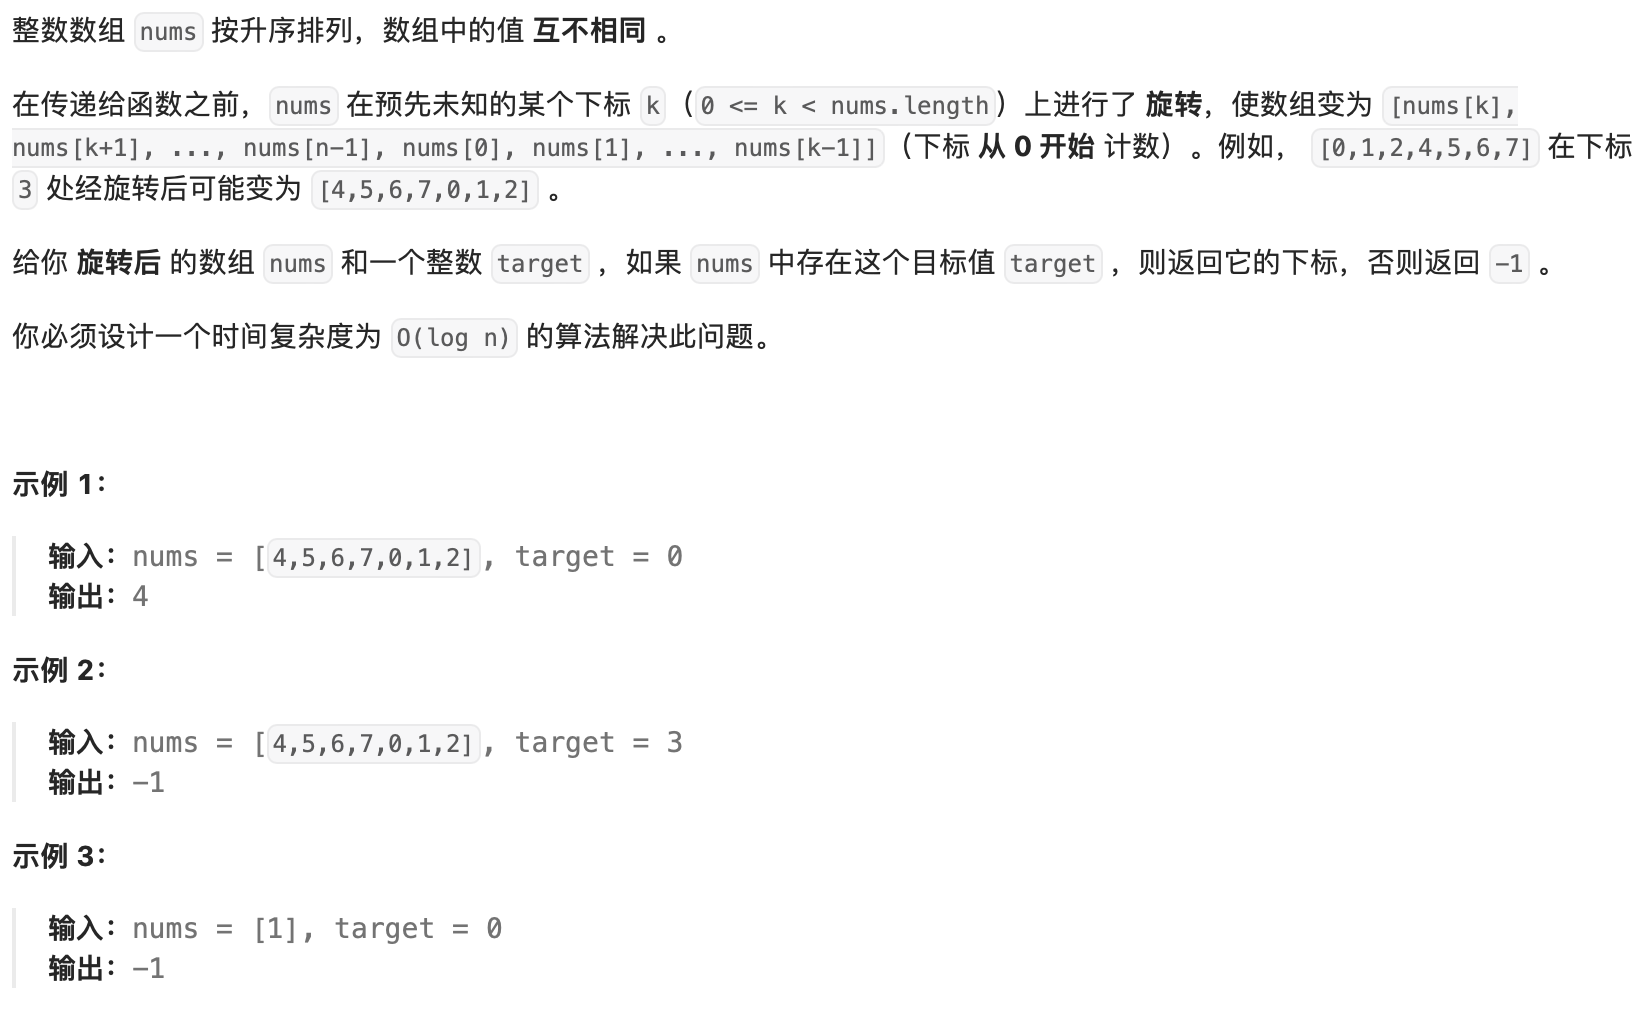 整数数组 nums 按升序排列，数组中的值 互不相同 。
在传递给函数之前，nums 在预先未知的某个下标 k（0 <= k < nums.length）上进行了 旋转，使数组变为 [nums[k],
nums[k+1], ..., nums[n-1], nums[0], nums[1], ..., nums[k-1]]（下标 从 0 开始 计数）。例如， [0,1,2,4,5,6,7] 在下标
3 处经旋转后可能变为 [4,5,6,7,0,1,2] 。
给你 旋转后 的数组 nums 和一个整数 target ，如果 nums 中存在这个目标值 target ，则返回它的下标，否则返回 -1 。
你必须设计一个时间复杂度为 O(log n) 的算法解决此问题。
示例 1：
输入：nums = [4,5,6,7,0,1,2], target = 0
输出：4
示例 2：
输入：nums = [4,5,6,7,0,1,2], target = 3
输出：-1
示例 3：
输入：nums = [1], target = 0
输出：-1